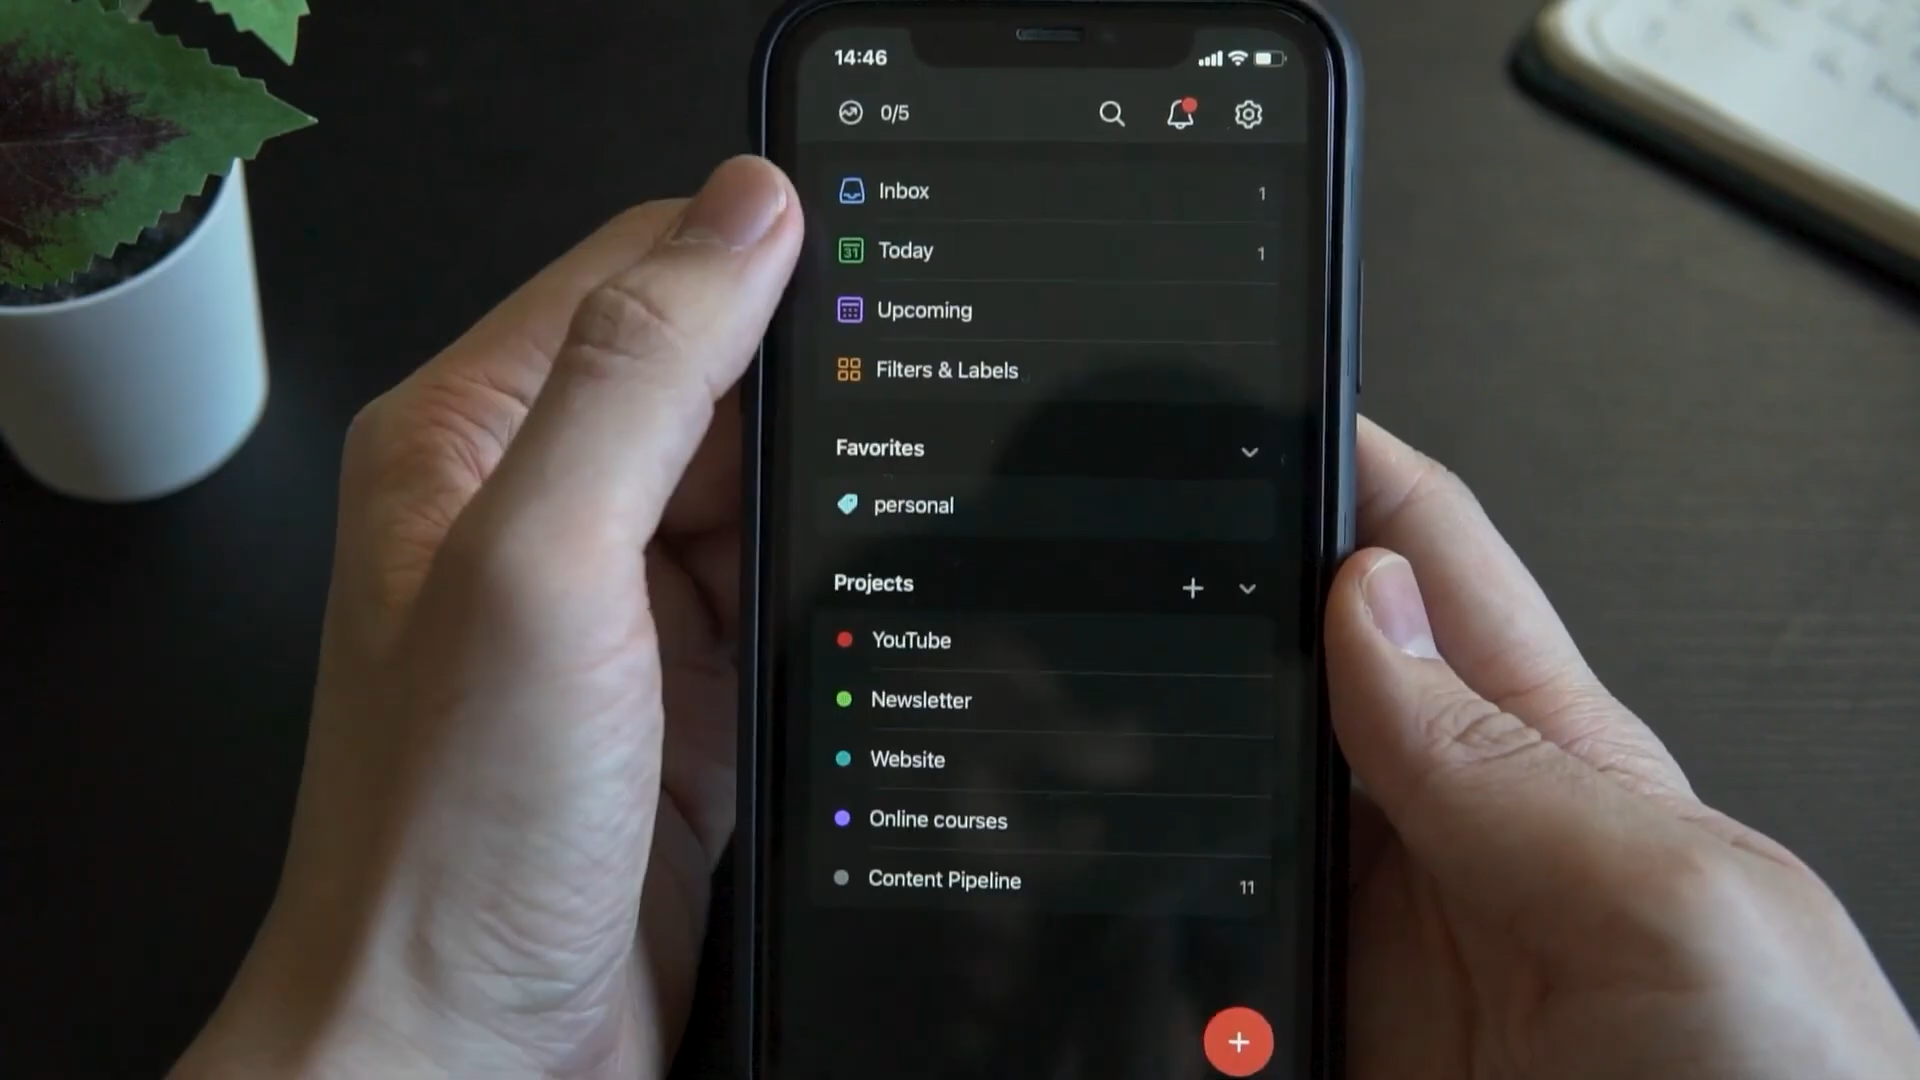 14:46
0/5
Inbox 1
31 Today 1
Upcoming
Filters & Labels
Favorites
personal
Projects
YouTube
Newsletter
Website
Online courses
Content Pipeline 11